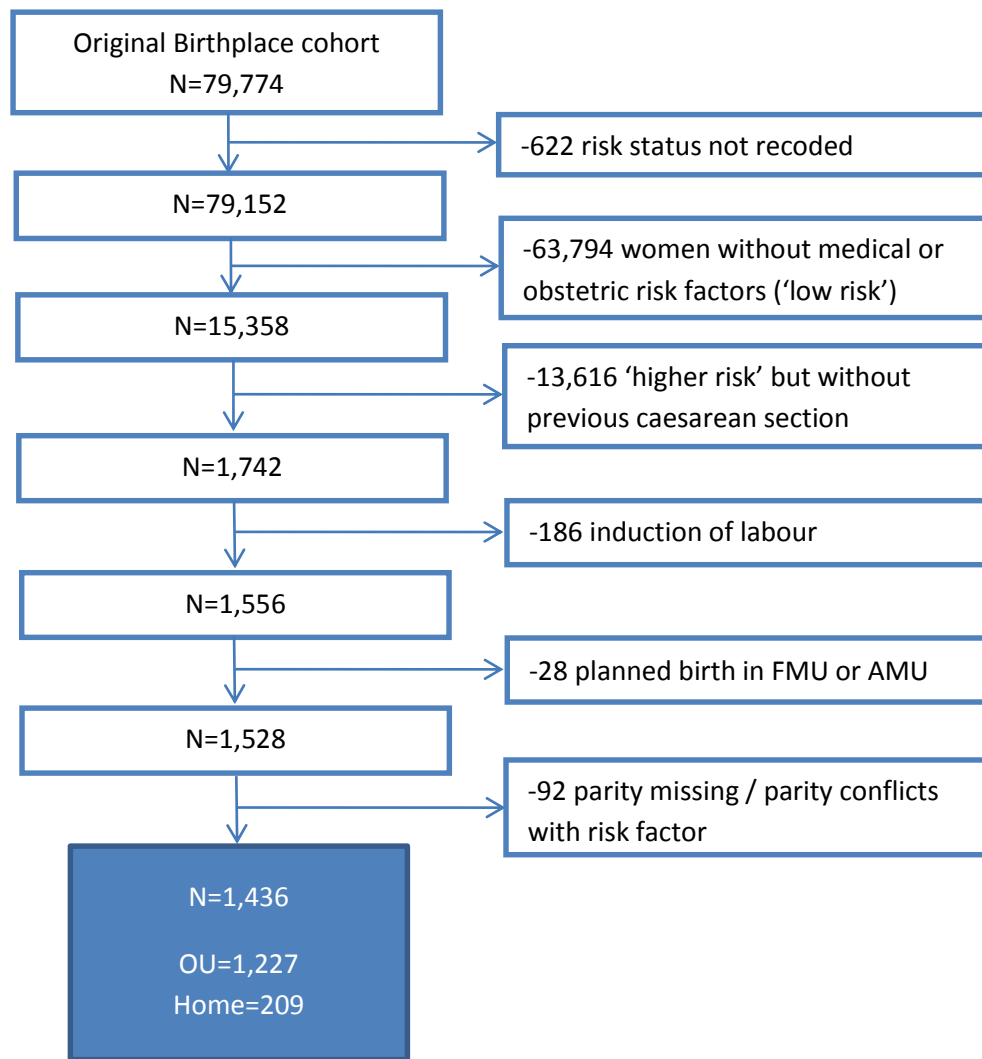 Original Birthplace cohort
N=79,774
-622 risk status not recoded
N=79,152
-63,794 women without medical or
obstetric risk factors (‘low risk’)
N=15,358
-13,616 ‘higher risk’ but without
previous caesarean section
N=1,742
-186 induction of labour
N=1,556
-28 planned birth in FMU or AMU
N=1,528
-92 parity missing / parity conflicts
with risk factor
N=1,436
OU=1,227
Home=209